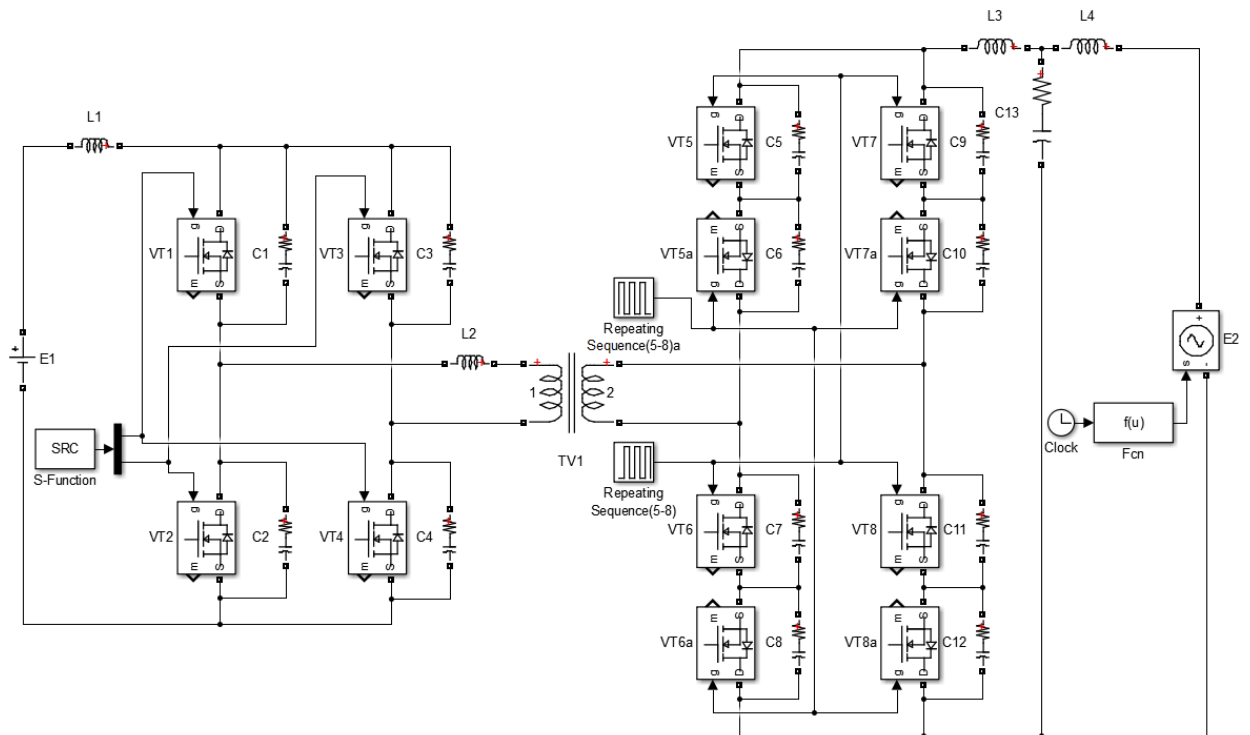 L3
L4
g
D
m
S
VT5
C5
g
D
m
S
VT7
C9
C13
L1
g
D
m
S
VT1
C1
g
D
m
S
VT3
C3
m
S
g
D
VT5a
C6
m
S
g
D
VT7a
C10
Repeating
Sequence(5-8)a
L2
+
1
+
2
TV1
+
E1
+
s
-
E2
SRC
S-Function
Clock
f(u)
Fcn
Repeating
Sequence(5-8)
g
D
m
S
VT2
C2
g
D
m
S
VT4
C4
g
D
m
S
VT6
C7
g
D
m
S
VT8
C11
m
S
g
D
VT6a
C8
m
S
g
D
VT8a
C12